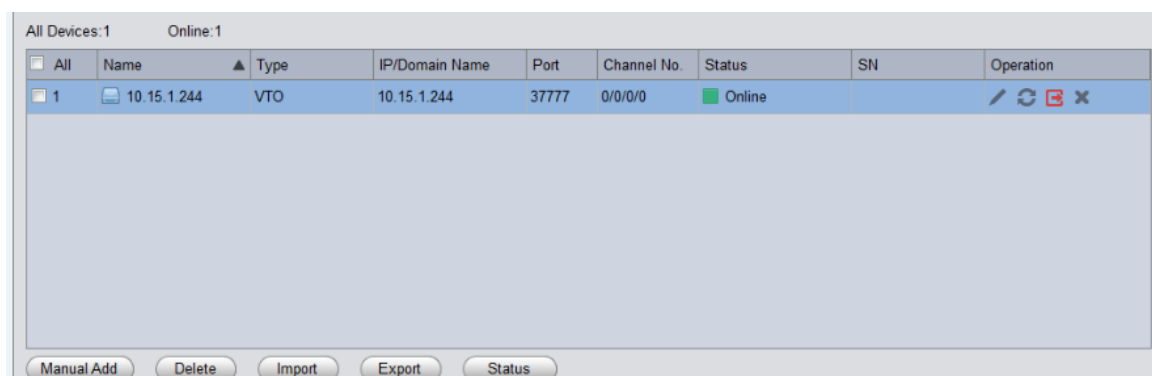 All Devices:1 Online:1
All Name Type IP/Domain Name Port Channel No. Status SN Operation
1 10.15.1.244 VTO 10.15.1.244 37777 0/0/0/0 Online
Manual Add Delete Import Export Status